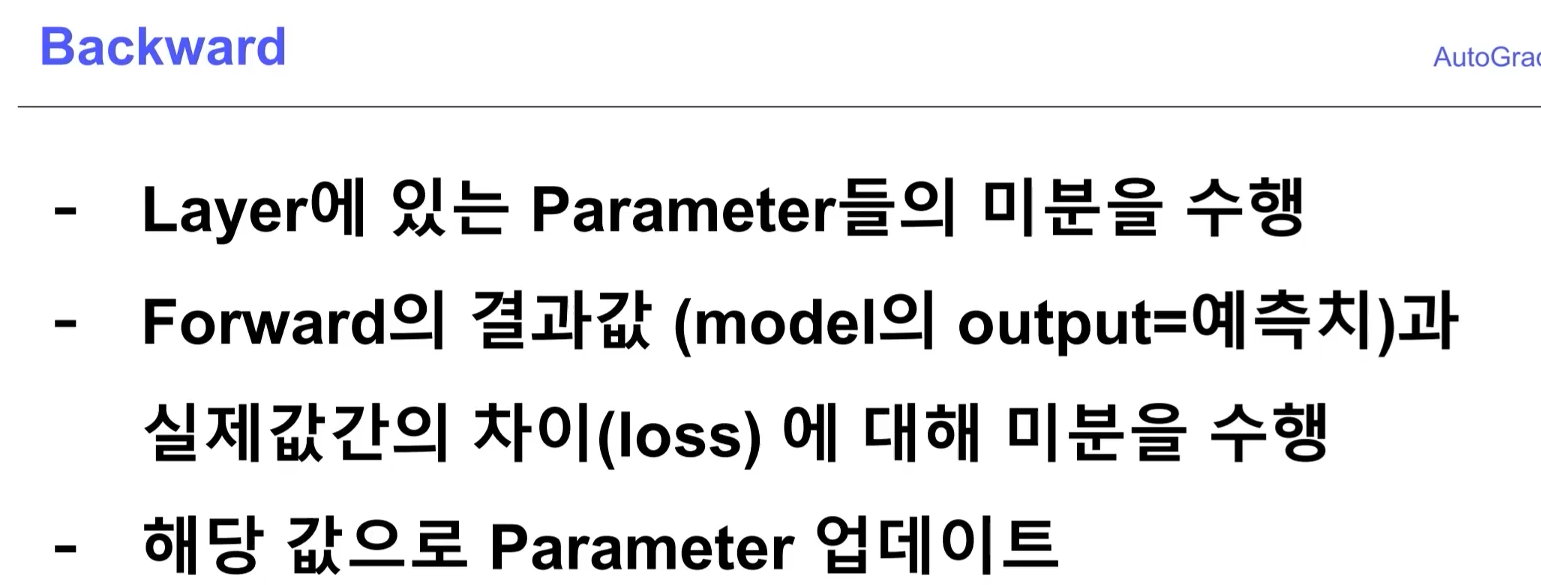 Backward
AutoGrad
- Layer에 있는 Parameter들의 미분을 수행
- Forward의 결과값 (model의 output=예측치)과
실제값간의 차이(loss) 에 대해 미분을 수행
- 해당 값으로 Parameter 업데이트